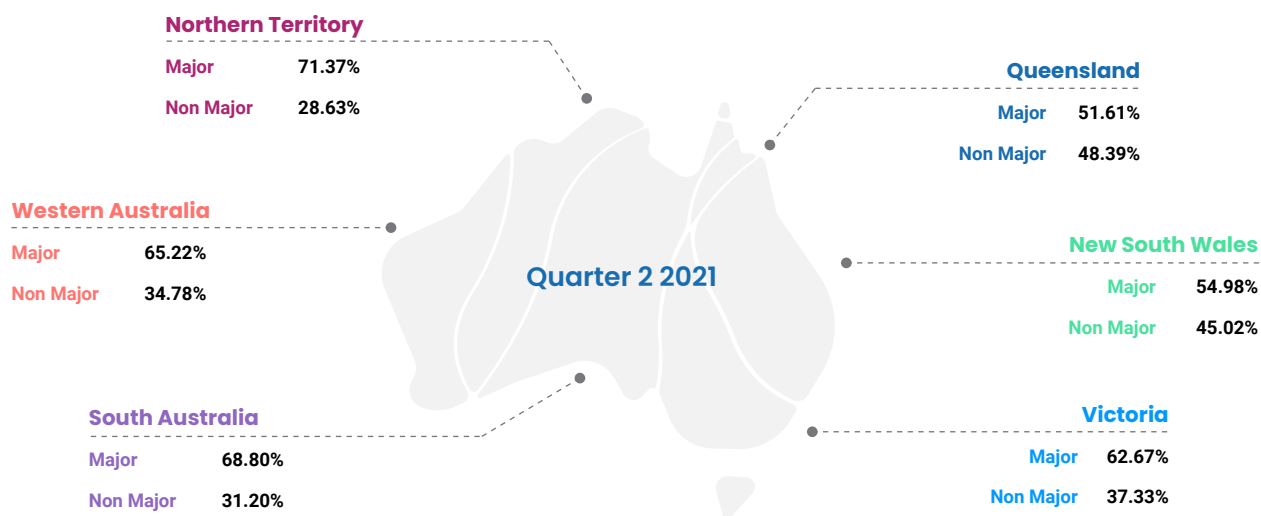 Northern Territory
Major 71.37%
Non Major 28.63%
Queensland
Major 51.61%
Non Major 48.39%
Western Australia
Major 65.22%
Non Major 34.78%
New South Wales
Major 54.98%
Non Major 45.02%
Quarter 2 2021
South Australia
Major 68.80%
Non Major 31.20%
Victoria
Major 62.67%
Non Major 37.33%